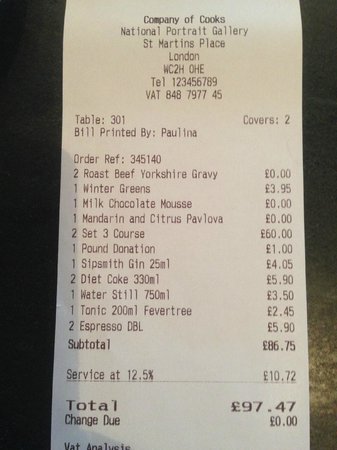 Company of Cooks
National Portrait Gallery
St Martins Place
London
WC2H OHE
Tel 123456789
VAT 848 7977 45
Table: 301 Covers: 2
Bill Printed By: Paulina
Order Ref: 345140
2 Roast Beef Yorkshire Gravy £0.00
1 Winter Greens £3.95
1 Milk Chocolate Mousse £0.00
1 Mandarin and Citrus Pavlova £0.00
2 Set 3 Course £60.00
1 Pound Donation £1.00
1 Sipsmith Gin 25ml £4.05
2 Diet Coke 330ml £5.90
1 Water Still 750ml £3.50
1 Tonic 200ml Fevertree £2.45
2 Espresso DBL £5.90
Subtotal £86.75
Service at 12.5% £10.72
Total £97.47
Change Due £0.00
Vat Analysis